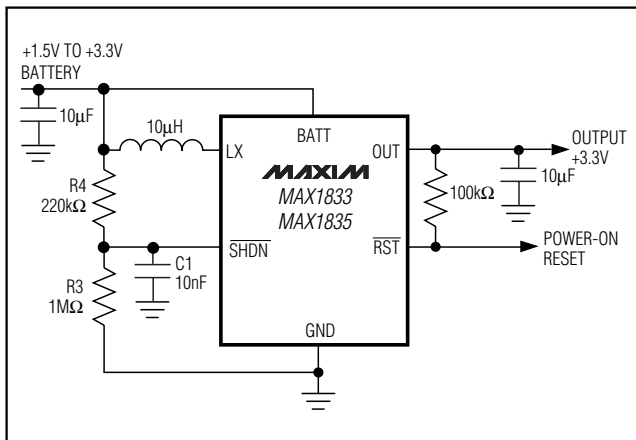 +1.5V TO +3.3V
BATTERY
10µF
10µH
LX
BATT
OUT
OUTPUT
+3.3V
MAXIM
MAX1833
MAX1835
R4
220kΩ
100kΩ
10µF
SHDN
RST
POWER-ON
RESET
C1
10nF
R3
1MΩ
GND